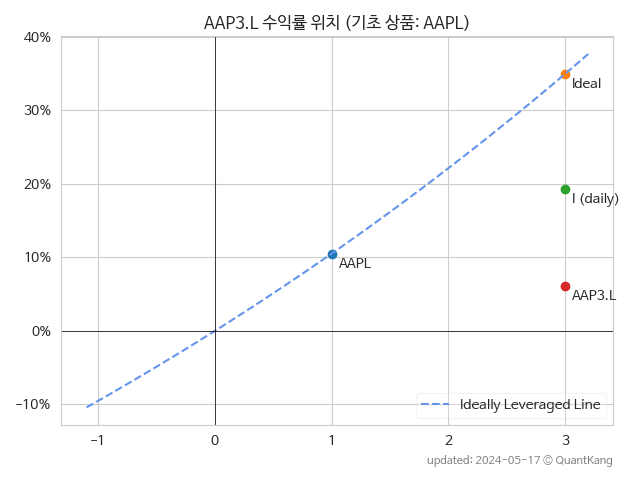 AAP3.L 수익률 위치 (기초 상품: AAPL)
40%
30%
20%
10%
0%
−10%
Ideal
I (daily)
AAPL
AAP3.L
Ideally Leveraged Line
−1
0
1
2
3
updated: 2024-05-17 © QuantKang